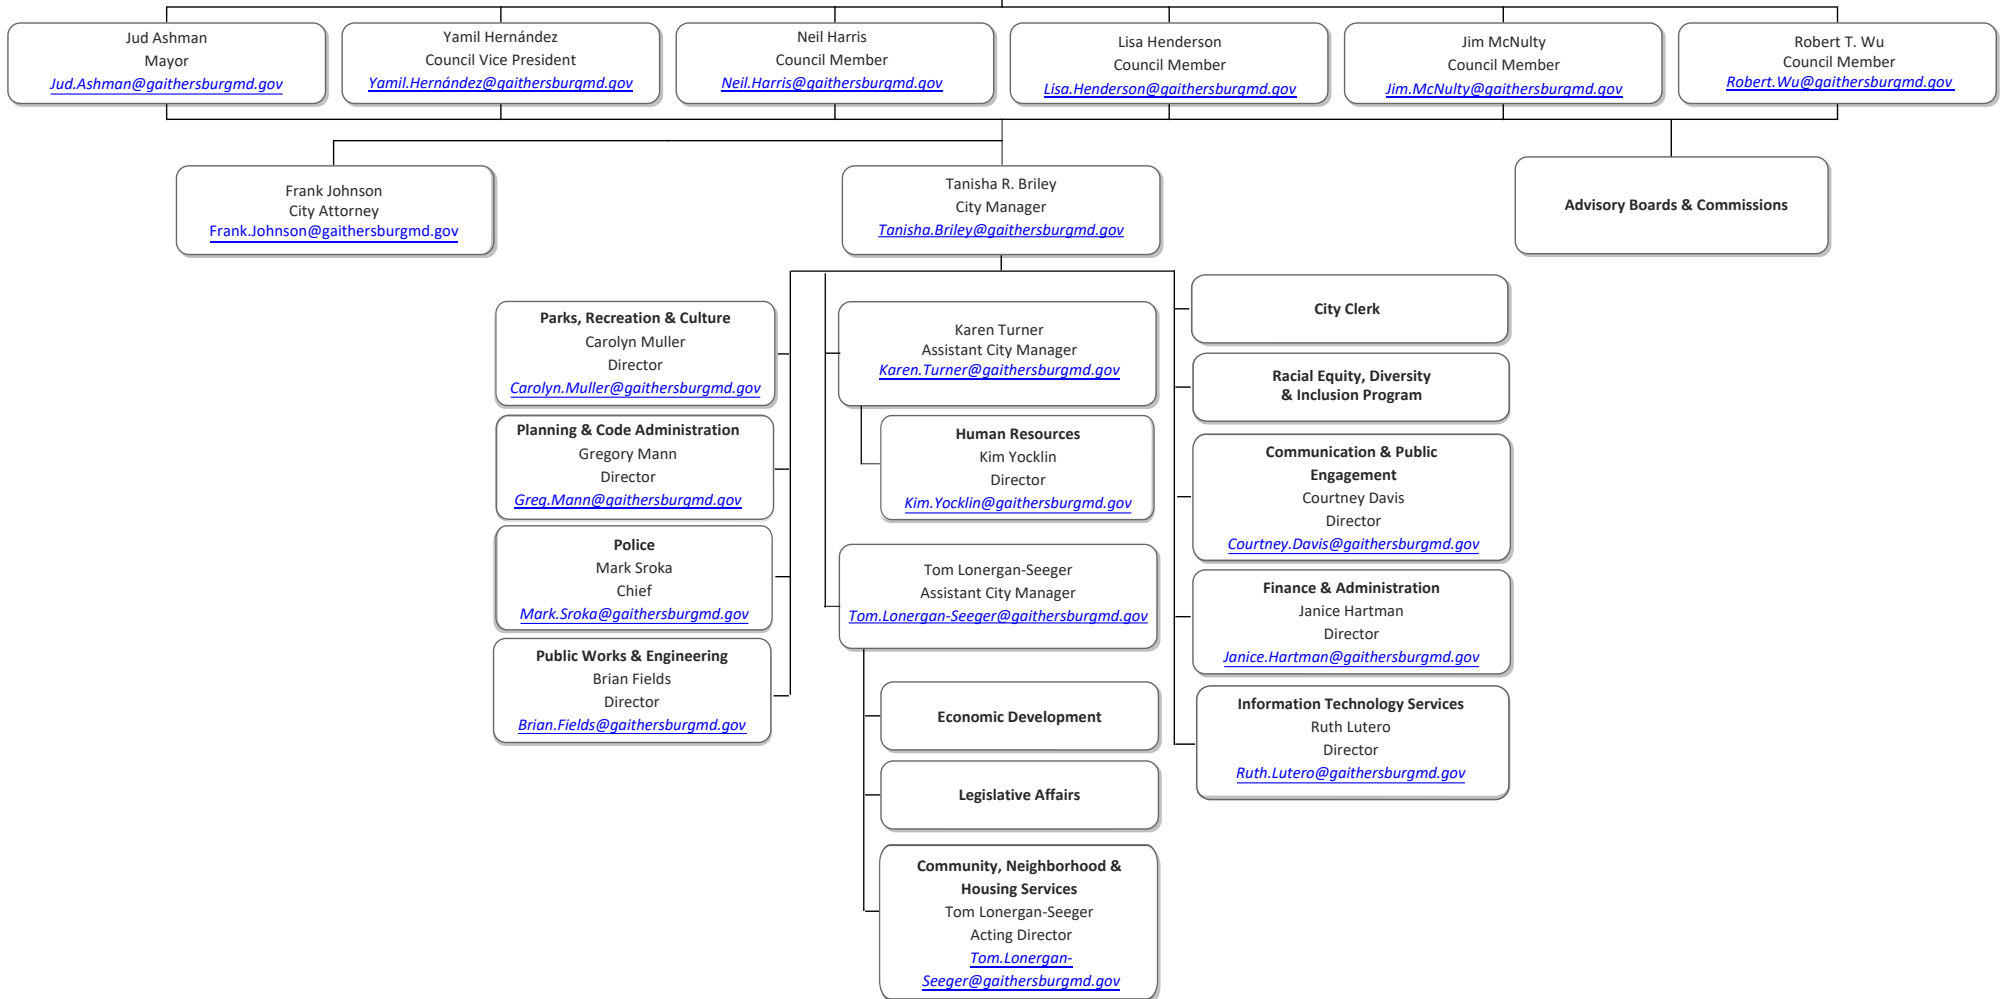 Jud Ashman
Mayor
Jud.Ashman@gaithersburgmd.gov
Yamil Hernández
Council Vice President
Yamil.Hernández@gaithersburgmd.gov
Neil Harris
Council Member
Neil.Harris@gaithersburgmd.gov
Lisa Henderson
Council Member
Lisa.Henderson@gaithersburgmd.gov
Jim McNulty
Council Member
Jim.McNulty@gaithersburgmd.gov
Robert T. Wu
Council Member
Robert.Wu@gaithersburgmd.gov
Frank Johnson
City Attorney
Frank.Johnson@gaithersburgmd.gov
Tanisha R. Briley
City Manager
Tanisha.Briley@gaithersburgmd.gov
Advisory Boards & Commissions
Parks, Recreation & Culture
Carolyn Muller
Director
Carolyn.Muller@gaithersburgmd.gov
Planning & Code Administration
Gregory Mann
Director
Greg.Mann@gaithersburgmd.gov
Police
Mark Sroka
Chief
Mark.Sroka@gaithersburgmd.gov
Public Works & Engineering
Brian Fields
Director
Brian.Fields@gaithersburgmd.gov
Karen Turner
Assistant City Manager
Karen.Turner@gaithersburgmd.gov
Human Resources
Kim Yocklin
Director
Kim.Yocklin@gaithersburgmd.gov
Tom Lonergan-Seeger
Assistant City Manager
Tom.Lonergan-Seeger@gaithersburgmd.gov
Economic Development
Legislative Affairs
Community, Neighborhood &
Housing Services
Tom Lonergan-Seeger
Acting Director
Tom.Lonergan-
Seeger@gaithersburgmd.gov
City Clerk
Racial Equity, Diversity
& Inclusion Program
Communication & Public
Engagement
Courtney Davis
Director
Courtney.Davis@gaithersburgmd.gov
Finance & Administration
Janice Hartman
Director
Janice.Hartman@gaithersburgmd.gov
Information Technology Services
Ruth Lutero
Director
Ruth.Lutero@gaithersburgmd.gov